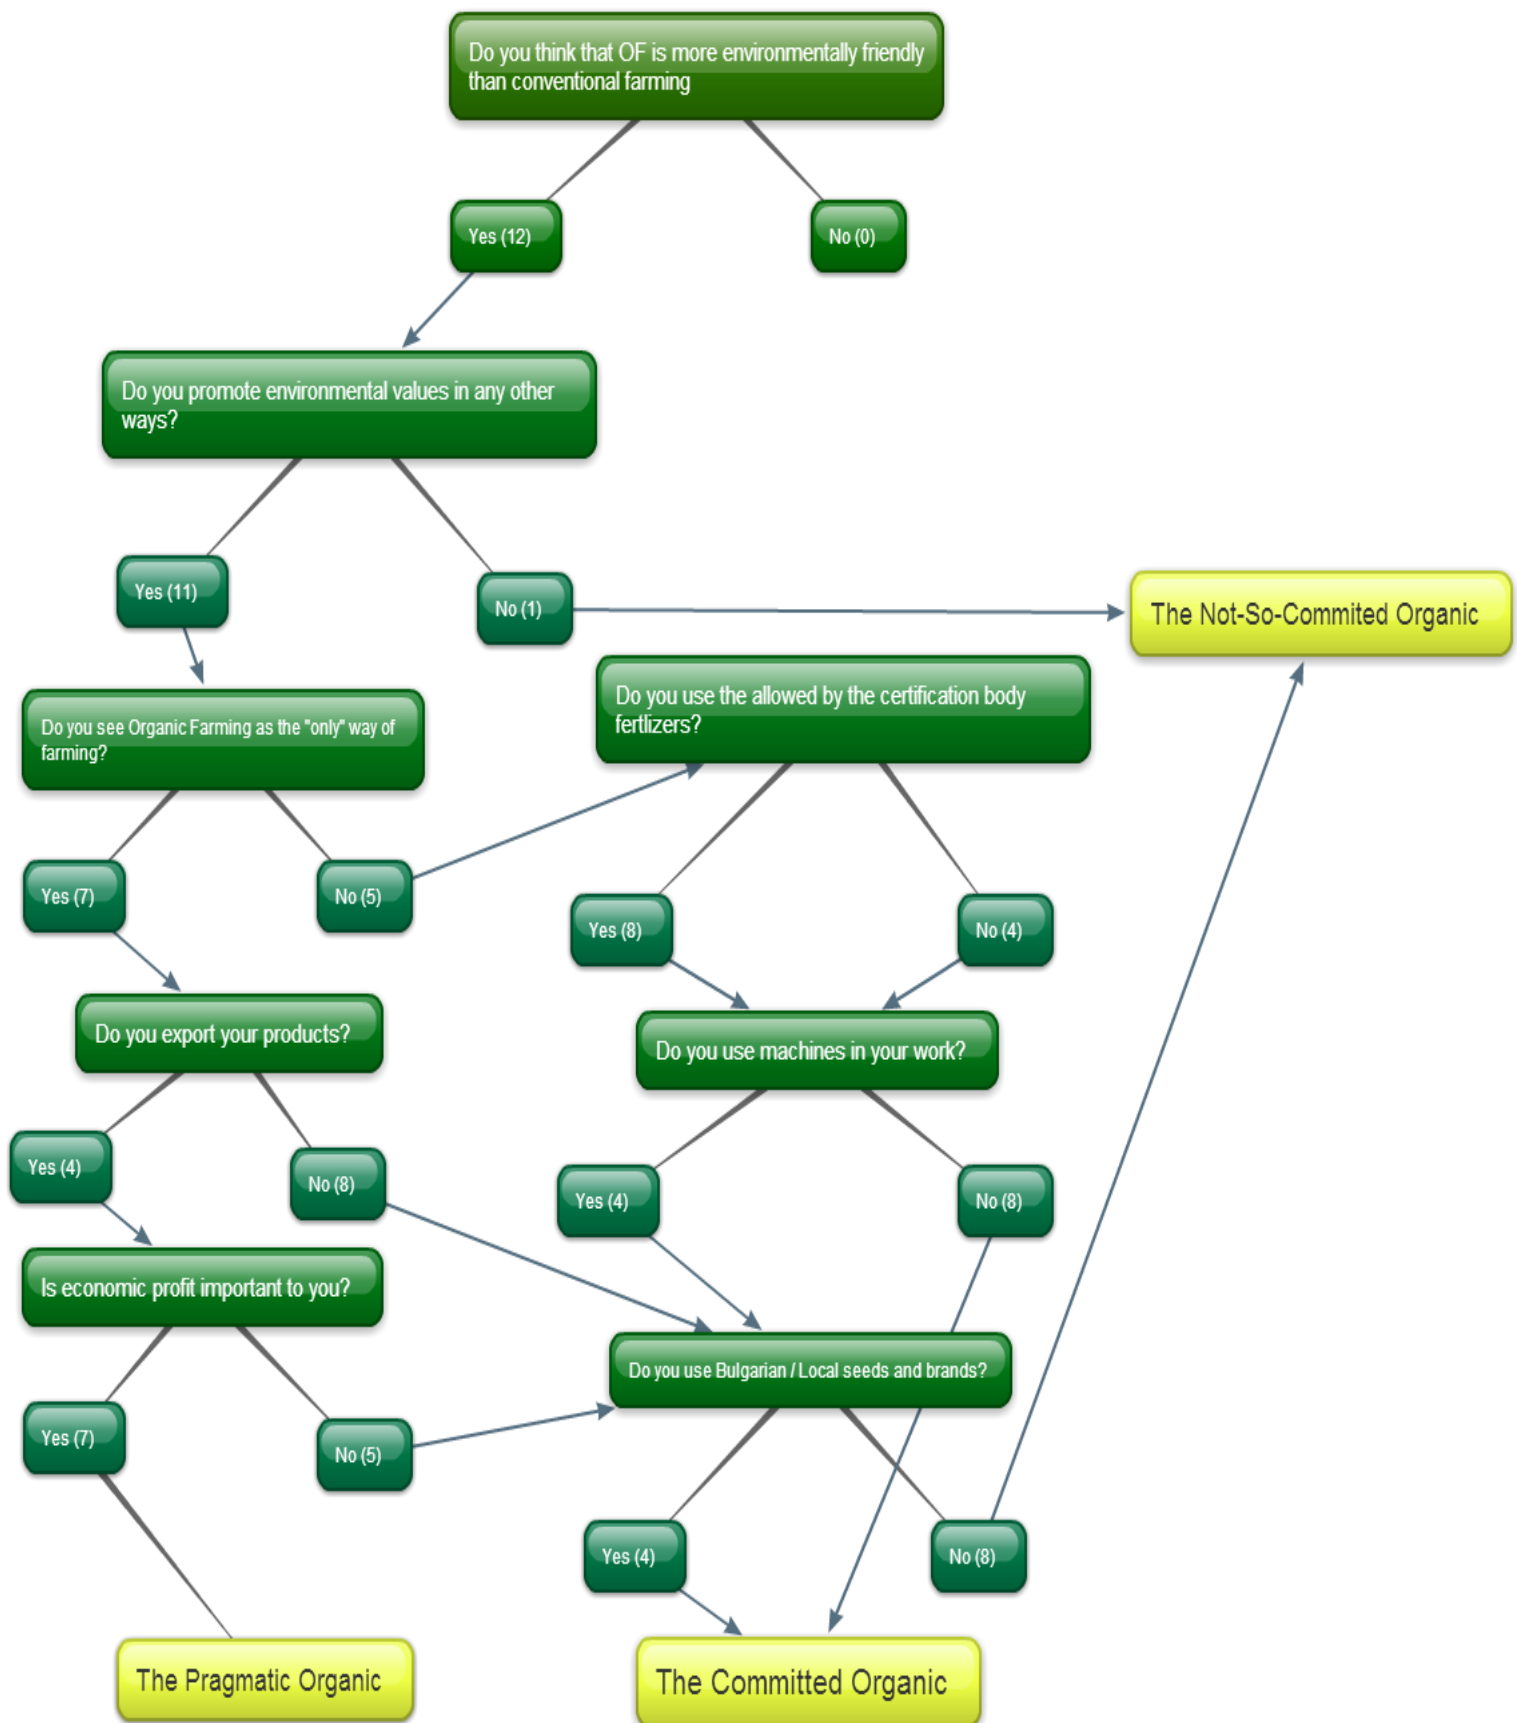 Do you think that OF is more environmentally friendly
than conventional farming
Yes (12)
No (0)
Do you promote environmental values in any other
ways?
Yes (11)
No (1)
The Not-So-Commited Organic
Do you see Organic Farming as the "only" way of
farming?
Do you use the allowed by the certification body
fertlizers?
Yes (7)
No (5)
Yes (8)
No (4)
Do you export your products?
Do you use machines in your work?
Yes (4)
No (8)
Yes (4)
No (8)
Is economic profit important to you?
Do you use Bulgarian / Local seeds and brands?
Yes (7)
No (5)
Yes (4)
No (8)
The Pragmatic Organic
The Committed Organic